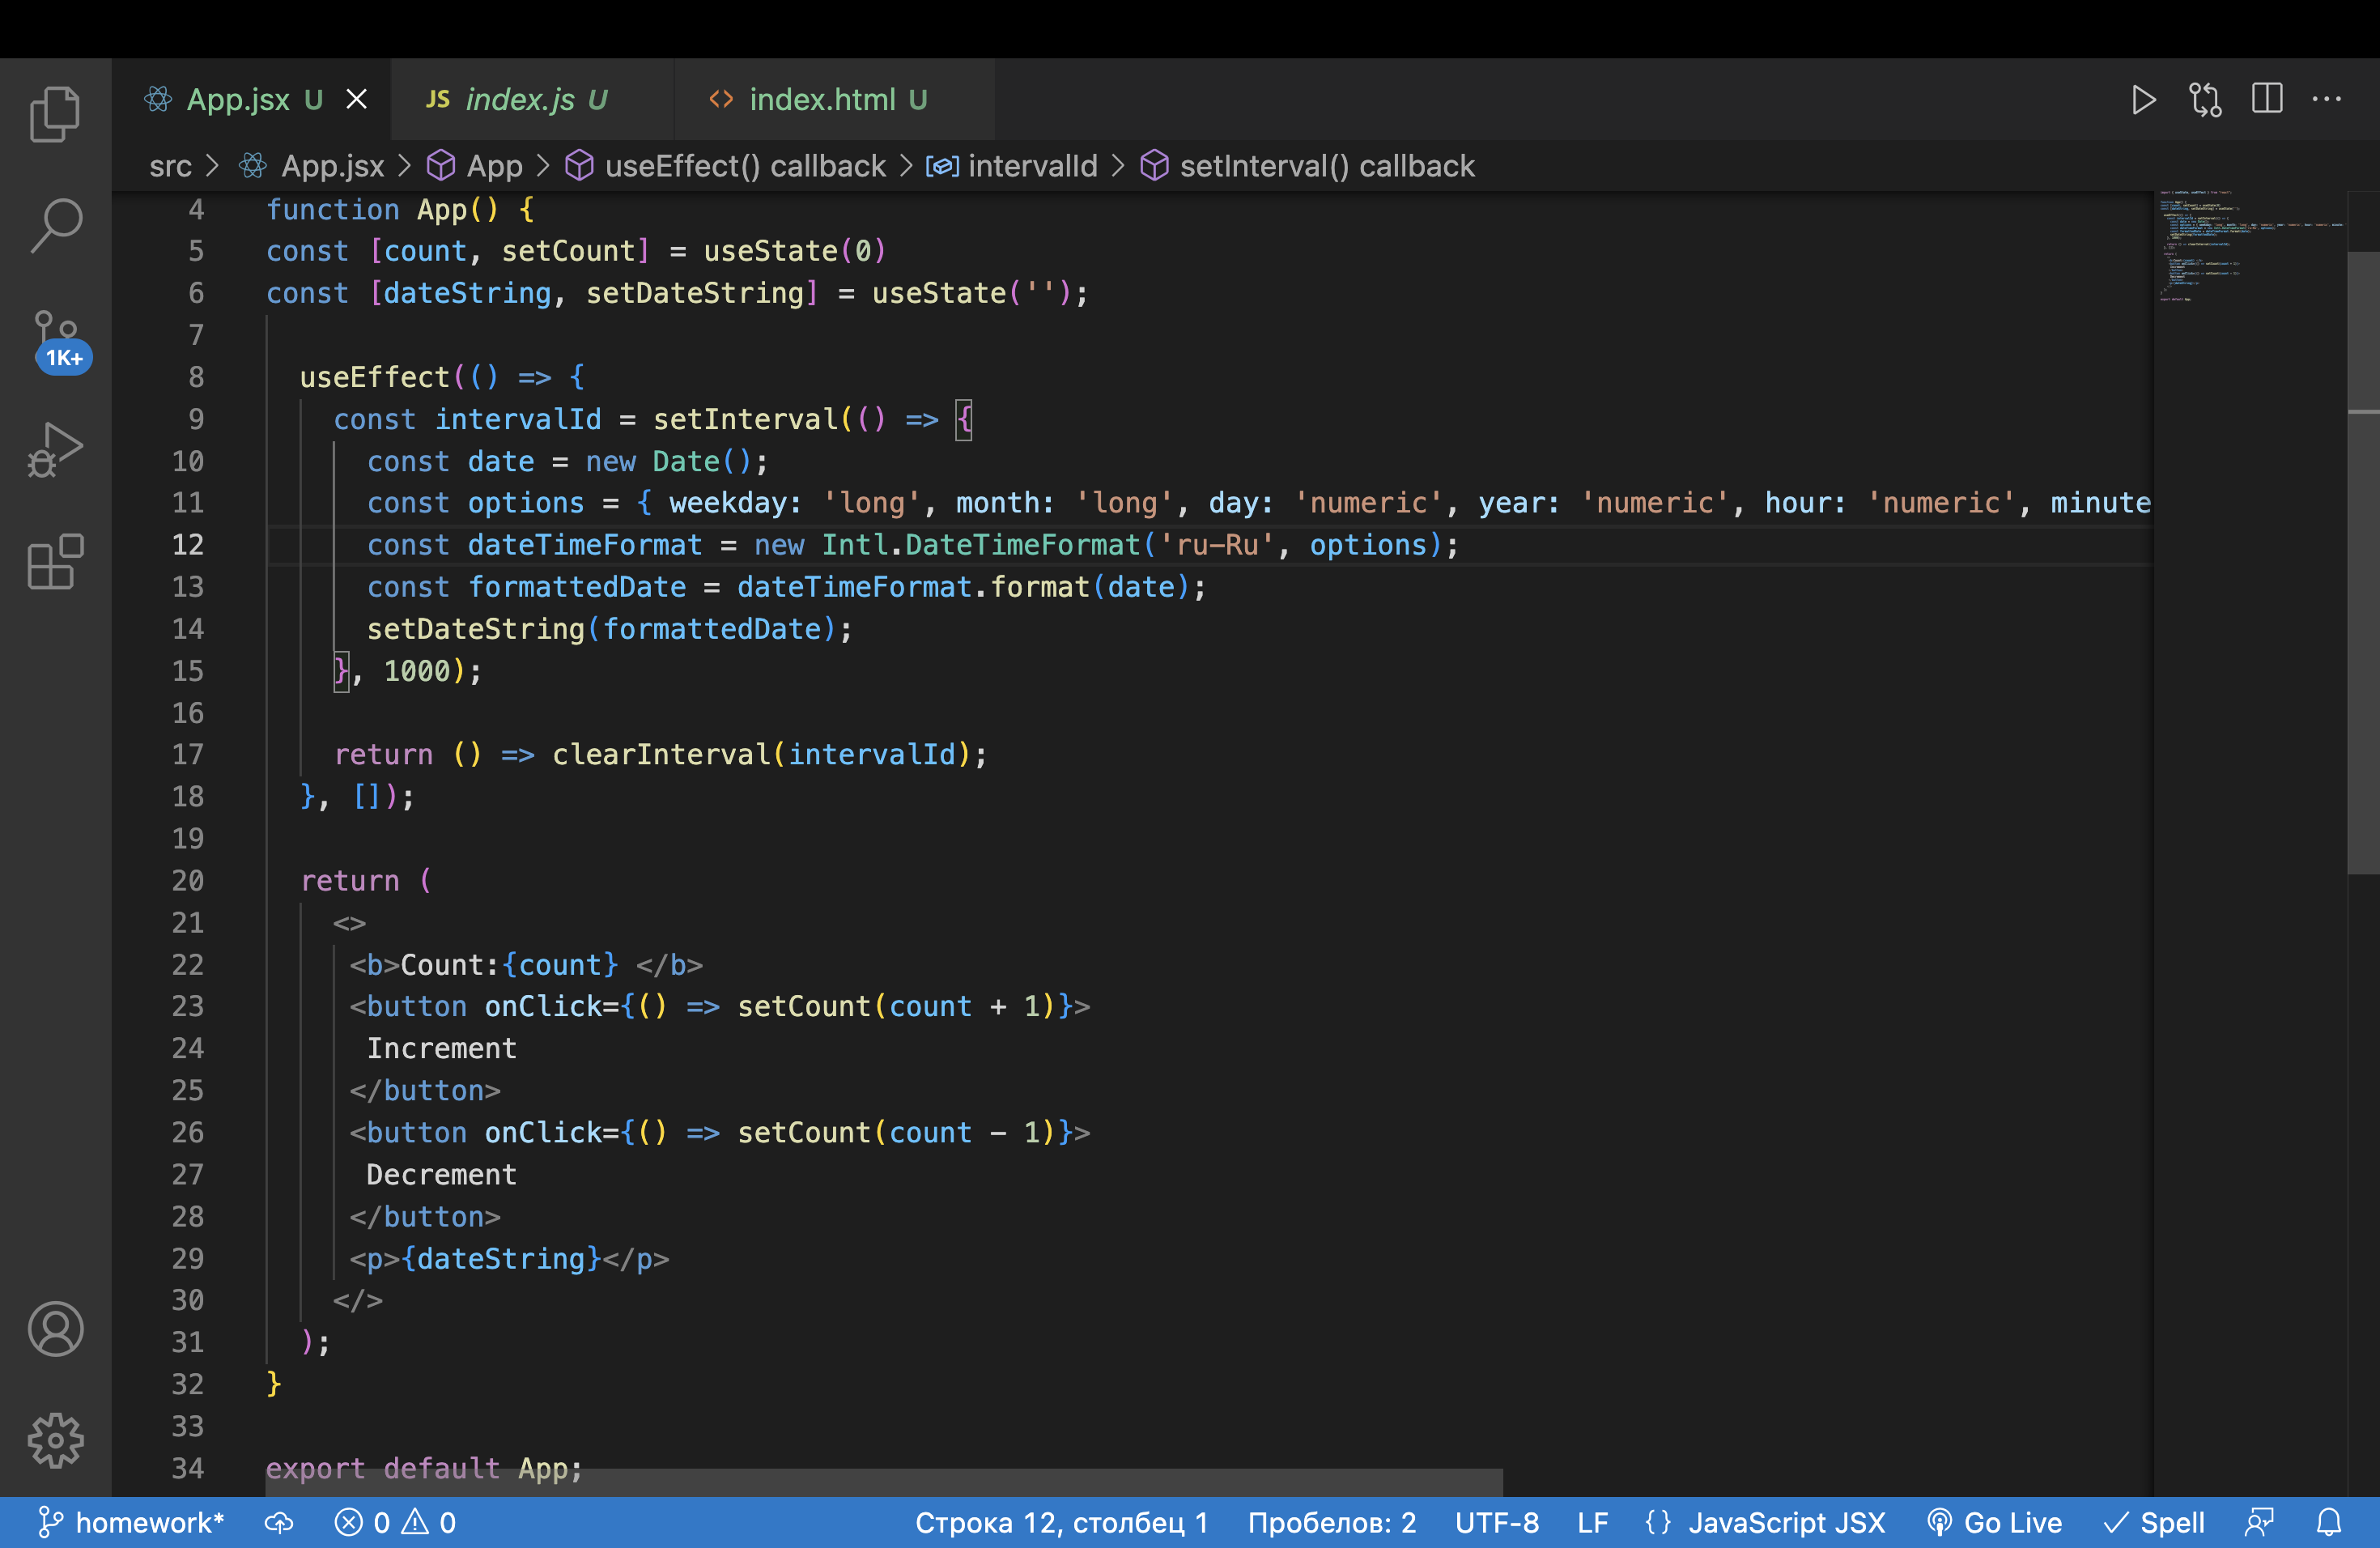 App.jsx U
JS index.js U
<> index.html U
src > App.jsx > App > useEffect() callback > intervalId > setInterval() callback
1K+
4 function App() {
5 const [count, setCount] = useState(0)
6 const [dateString, setDateString] = useState('');
7
8 useEffect(() => {
9 const intervalId = setInterval(() => {
10 const date = new Date();
11 const options = { weekday: 'long', month: 'long', day: 'numeric', year: 'numeric', hour: 'numeric', minute
12 const dateTimeFormat = new Intl.DateTimeFormat('ru-Ru', options);
13 const formattedDate = dateTimeFormat.format(date);
14 setDateString(formattedDate);
15 }, 1000);
16
17 return () => clearInterval(intervalId);
18 }, []);
19
20 return (
21 <>
22 <b>Count:{count} </b>
23 <button onClick={() => setCount(count + 1)}>
24 Increment
25 </button>
26 <button onClick={() => setCount(count - 1)}>
27 Decrement
28 </button>
29 <p>{dateString}</p>
30 </>
31 );
32 }
33
34 export default App;
homework* 0 0 Строка 12, столбец 1 Пробелов: 2 UTF-8 LF {} JavaScript JSX Go Live Spell